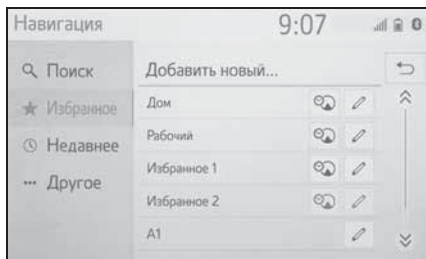 Навигация
9:07
Поиск
Добавить новый...
Избранное
Дом
Недавнее
Рабочий
Другое
Избранное 1
Избранное 2
A1